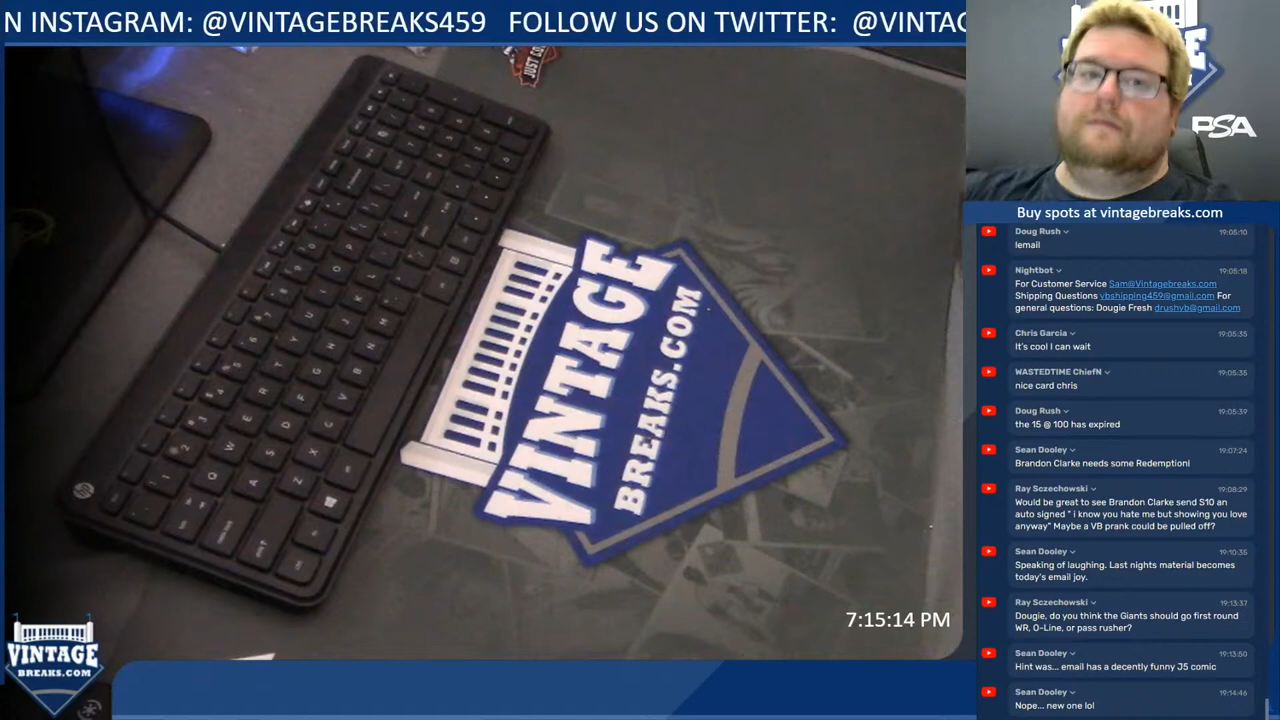 N INSTAGRAM: @VINTAGEBREAKS459 FOLLOW US ON TWITTER: @VINTAG
JUST
PSA
Buy spots at vintagebreaks.com
Doug Rush 19:05:10
!email
Nightbot 19:05:18
For Customer Service Sam@Vintagebreaks.com
Shipping Questions vbshipping459@gmail.com For
general questions: Dougie Fresh drushvb@gmail.com
Chris Garcia 19:05:35
It's cool I can wait
WASTEDTIME ChiefN 19:05:35
nice card chris
Doug Rush 19:05:39
the 15 @ 100 has expired
Sean Dooley 19:07:24
Brandon Clarke needs some Redemption!
Ray Sczechowski 19:08:29
Would be great to see Brandon Clarke send S10 an
auto signed " i know you hate me but showing you love
anyway" Maybe a VB prank could be pulled off?
Sean Dooley 19:10:35
Speaking of laughing. Last nights material becomes
today's email joy.
Ray Sczechowski 19:13:37
Dougie, do you think the Giants should go first round
WR, O-Line, or pass rusher?
Sean Dooley 19:13:50
Hint was... email has a decently funny J5 comic
Sean Dooley 19:14:46
Nope... new one lol
VINTAGE
BREAKS.COM
hp
7:15:14 PM
VINTAGE
BREAKS.COM